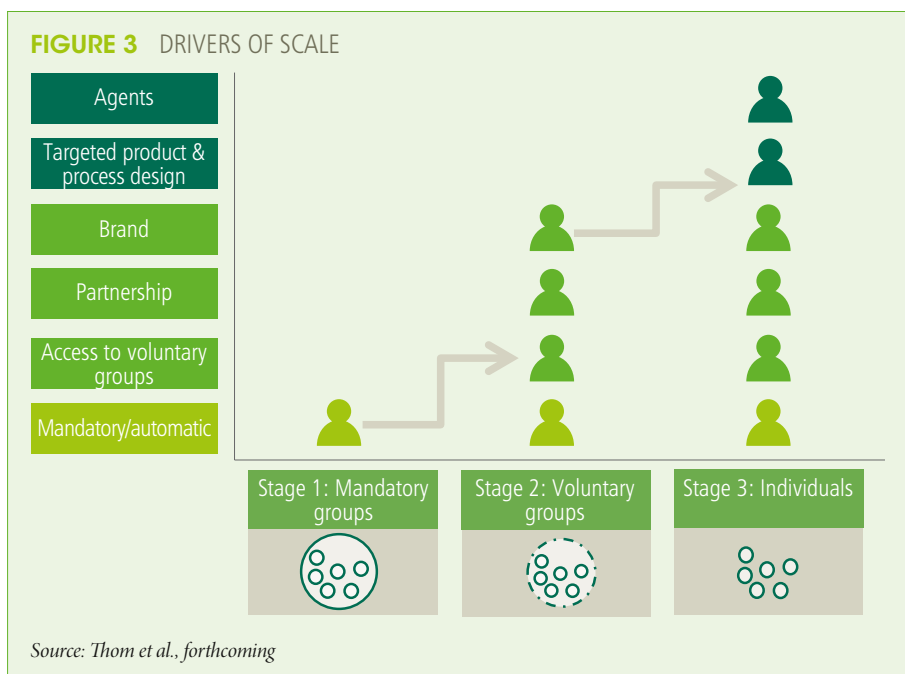 FIGURE 3 DRIVERS OF SCALE
Agents
Targeted product &
process design
Brand
Partnership
Access to voluntary
groups
Mandatory/automatic
Stage 1: Mandatory
groups
Stage 2: Voluntary
groups
Stage 3: Individuals
Source: Thom et al., forthcoming